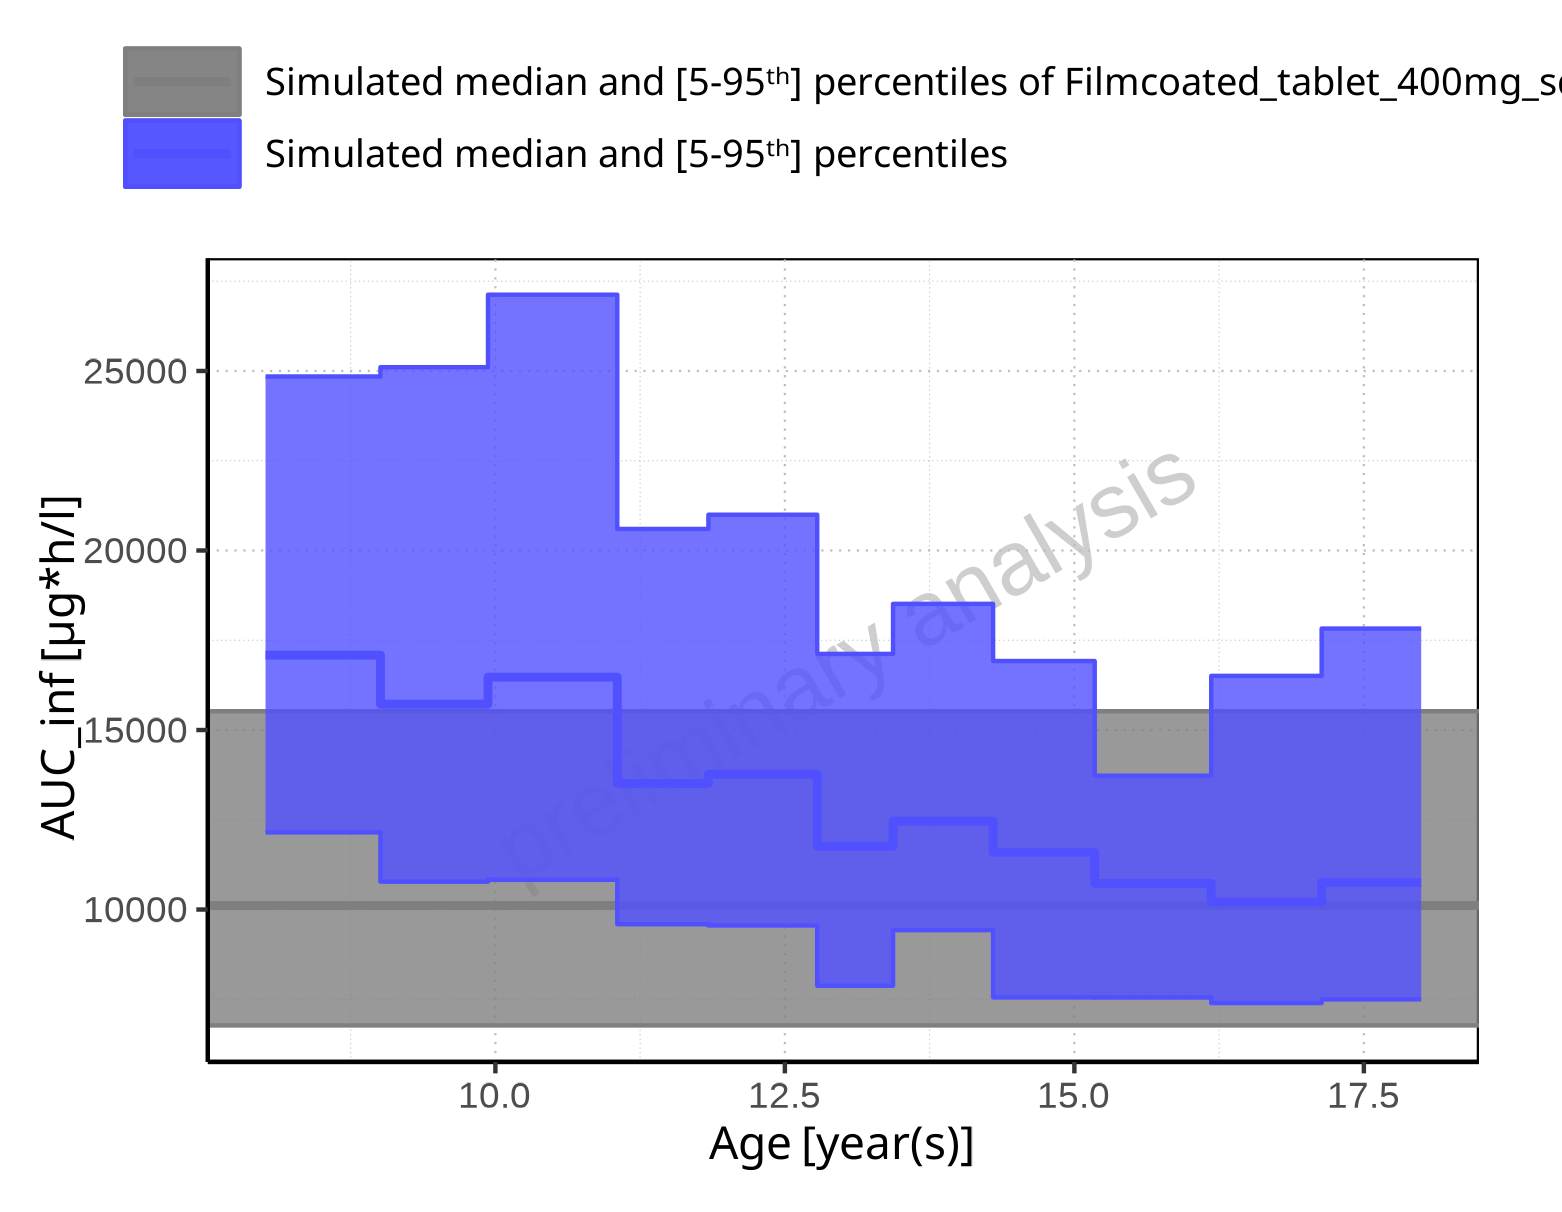 Simulated median and [5-95ᵗʰ] percentiles of Filmcoated_tablet_400mg_s
Simulated median and [5-95ᵗʰ] percentiles
AUC_inf [µg*h/l]
25000
20000
15000
10000
preliminary analysis
10.0 12.5 15.0 17.5
Age [year(s)]